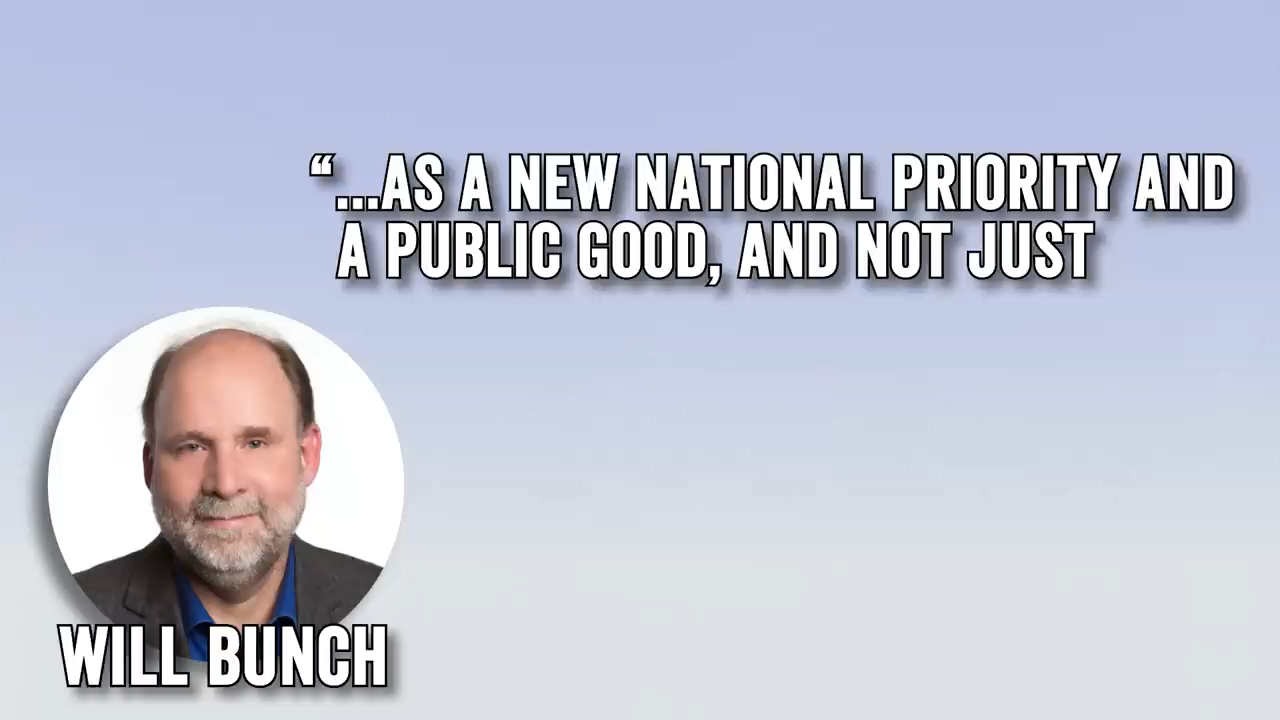 “...AS A NEW NATIONAL PRIORITY AND
A PUBLIC GOOD, AND NOT JUST
WILL BUNCH